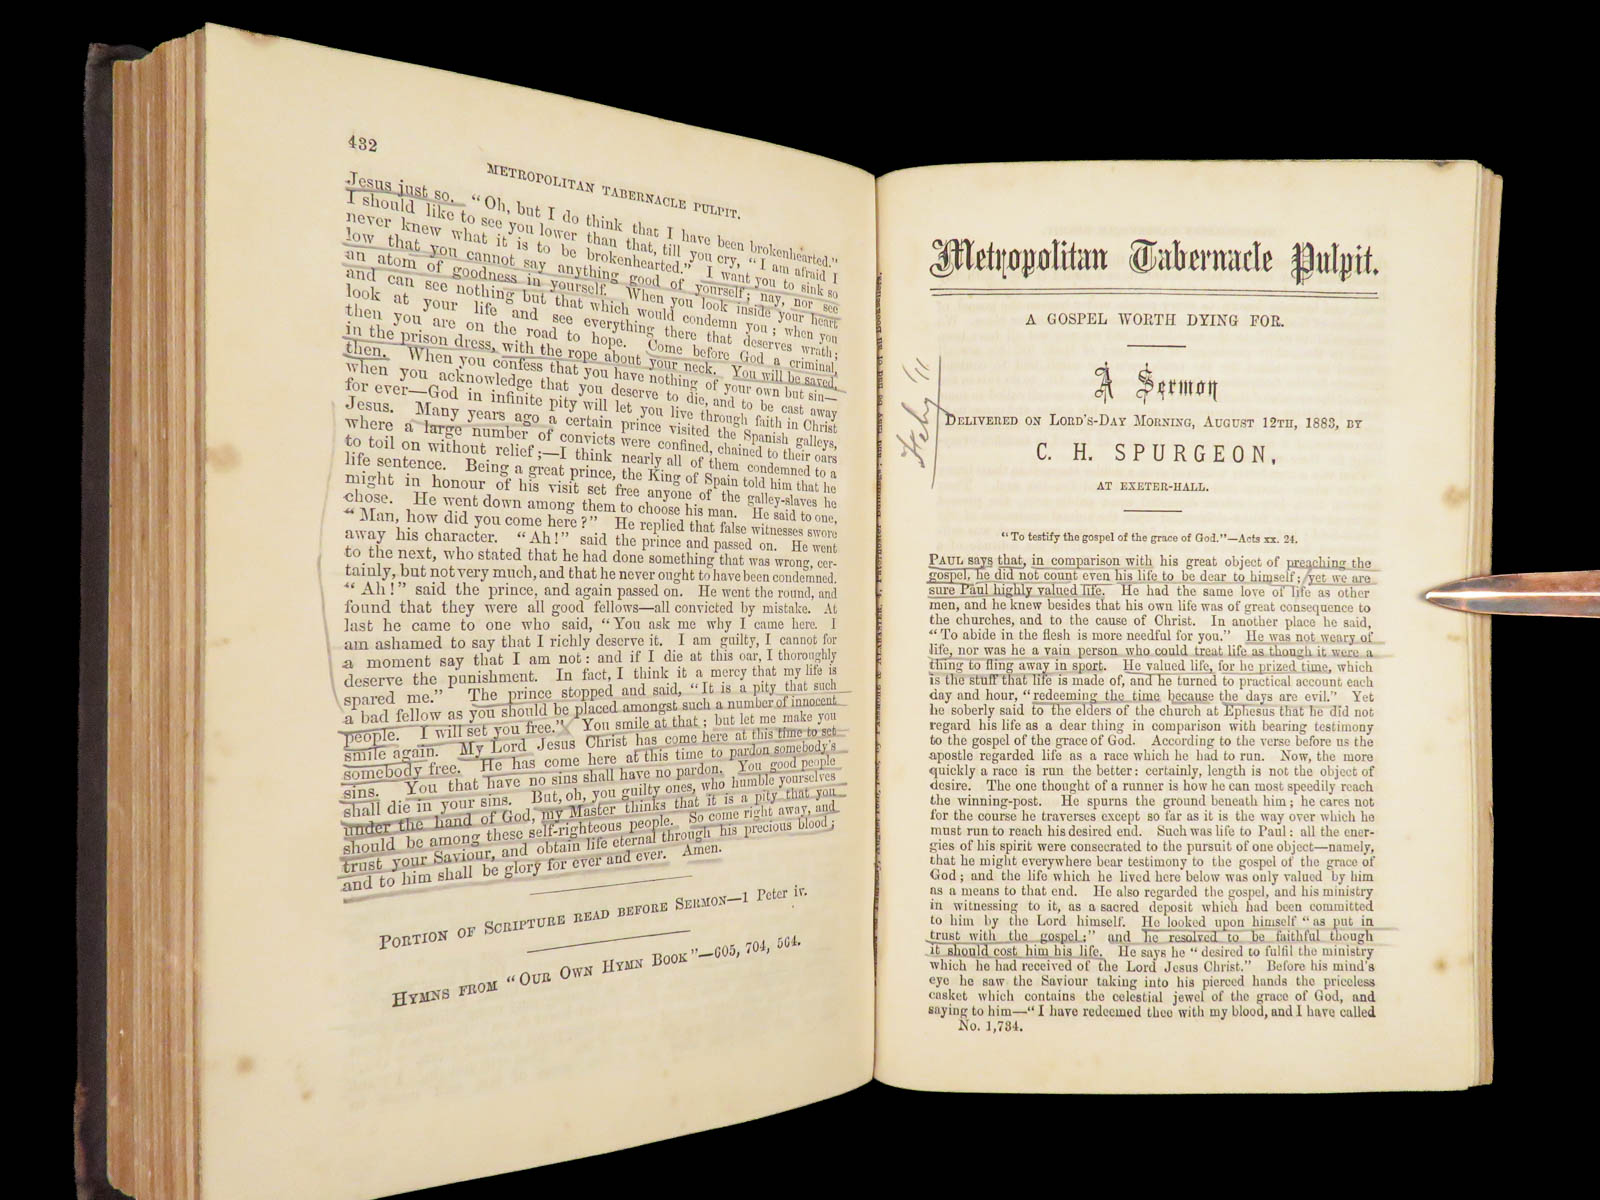 432
METROPOLITAN TABERNACLE PULPIT.
Jesus just so. "Oh, but I do think that I have been brokenhearted."
I should like to see you lower than that, till you cry, "I am afraid I
never knew what it is to be brokenhearted." I want you to sink so
low that you cannot say anything good of yourself; nay, nor see
an atom of goodness in yourself. When you look inside your heart
and can see nothing but that which would condemn you; when you
look at your life and see everything there that deserves wrath;
then you are on the road to hope. Come before God a criminal,
in the prison dress, with the rope about your neck. You will be saved
then. When you confess that you have nothing of your own but sin—
when you acknowledge that you deserve to die, and to be cast away
for ever—God in infinite pity will let you live through faith in Christ
Jesus. Many years ago a certain prince visited the Spanish galleys,
where a large number of convicts were confined, chained to their oars
to toil on without relief;—I think nearly all of them condemned to a
life sentence. Being a great prince, the King of Spain told him that he
might in honour of his visit set free anyone of the galley-slaves he
chose. He went down among them to choose his man. He said to one,
"Man, how did you come here?" He replied that false witnesses swore
away his character. "Ah!" said the prince and passed on. He went
to the next, who stated that he had done something that was wrong, cer-
tainly, but not very much, and that he never ought to have been condemned.
"Ah!" said the prince, and again passed on. He went the round, and
found that they were all good fellows—all convicted by mistake. At
last he came to one who said, "You ask me why I came here. I
am ashamed to say that I richly deserve it. I am guilty, I cannot for
a moment say that I am not: and if I die at this oar, I thoroughly
deserve the punishment. In fact, I think it a mercy that my life is
spared me." The prince stopped and said, "It is a pity that such
a bad fellow as you should be placed amongst such a number of innocent
people. I will set you free." You smile at that; but let me make you
smile again. My Lord Jesus Christ has come here at this time to set
somebody free. He has come here at this time to pardon somebody's
sins. You that have no sins shall have no pardon. You good people
shall die in your sins. But, oh, you guilty ones, who humble yourselves
under the hand of God, my Master thinks that it is a pity that you
should be among these self-righteous people. So come right away, and
trust your Saviour, and obtain life eternal through his precious blood;
and to him shall be glory for ever and ever. Amen.
PORTION OF SCRIPTURE READ BEFORE SERMON—1 Peter iv.
HYMNS FROM "OUR OWN HYMN BOOK"—605, 704, 564.
Metropolitan Tabernacle Pulpit.
A GOSPEL WORTH DYING FOR.
A Sermon
Feby '11
DELIVERED ON LORD'S-DAY MORNING, AUGUST 12TH, 1883, BY
C. H. SPURGEON,
AT EXETER-HALL.
"To testify the gospel of the grace of God."—Acts xx. 24.
PAUL says that, in comparison with his great object of preaching the
gospel, he did not count even his life to be dear to himself; yet we are
sure Paul highly valued life. He had the same love of life as other
men, and he knew besides that his own life was of great consequence to
the churches, and to the cause of Christ. In another place he said,
"To abide in the flesh is more needful for you." He was not weary of
life, nor was he a vain person who could treat life as though it were a
thing to fling away in sport. He valued life, for he prized time, which
is the stuff that life is made of, and he turned to practical account each
day and hour, "redeeming the time because the days are evil." Yet
he soberly said to the elders of the church at Ephesus that he did not
regard his life as a dear thing in comparison with bearing testimony
to the gospel of the grace of God. According to the verse before us the
apostle regarded life as a race which he had to run. Now, the more
quickly a race is run the better: certainly, length is not the object of
desire. The one thought of a runner is how he can most speedily reach
the winning-post. He spurns the ground beneath him; he cares not
for the course he traverses except so far as it is the way over which he
must run to reach his desired end. Such was life to Paul: all the ener-
gies of his spirit were consecrated to the pursuit of one object—namely,
that he might everywhere bear testimony to the gospel of the grace of
God; and the life which he lived here below was only valued by him
as a means to that end. He also regarded the gospel, and his ministry
in witnessing to it, as a sacred deposit which had been committed
to him by the Lord himself. He looked upon himself "as put in
trust with the gospel;" and he resolved to be faithful though
it should cost him his life. He says he "desired to fulfil the ministry
which he had received of the Lord Jesus Christ." Before his mind's
eye he saw the Saviour taking into his pierced hands the priceless
casket which contains the celestial jewel of the grace of God, and
saying to him—"I have redeemed thee with my blood, and I have called
No. 1,734.